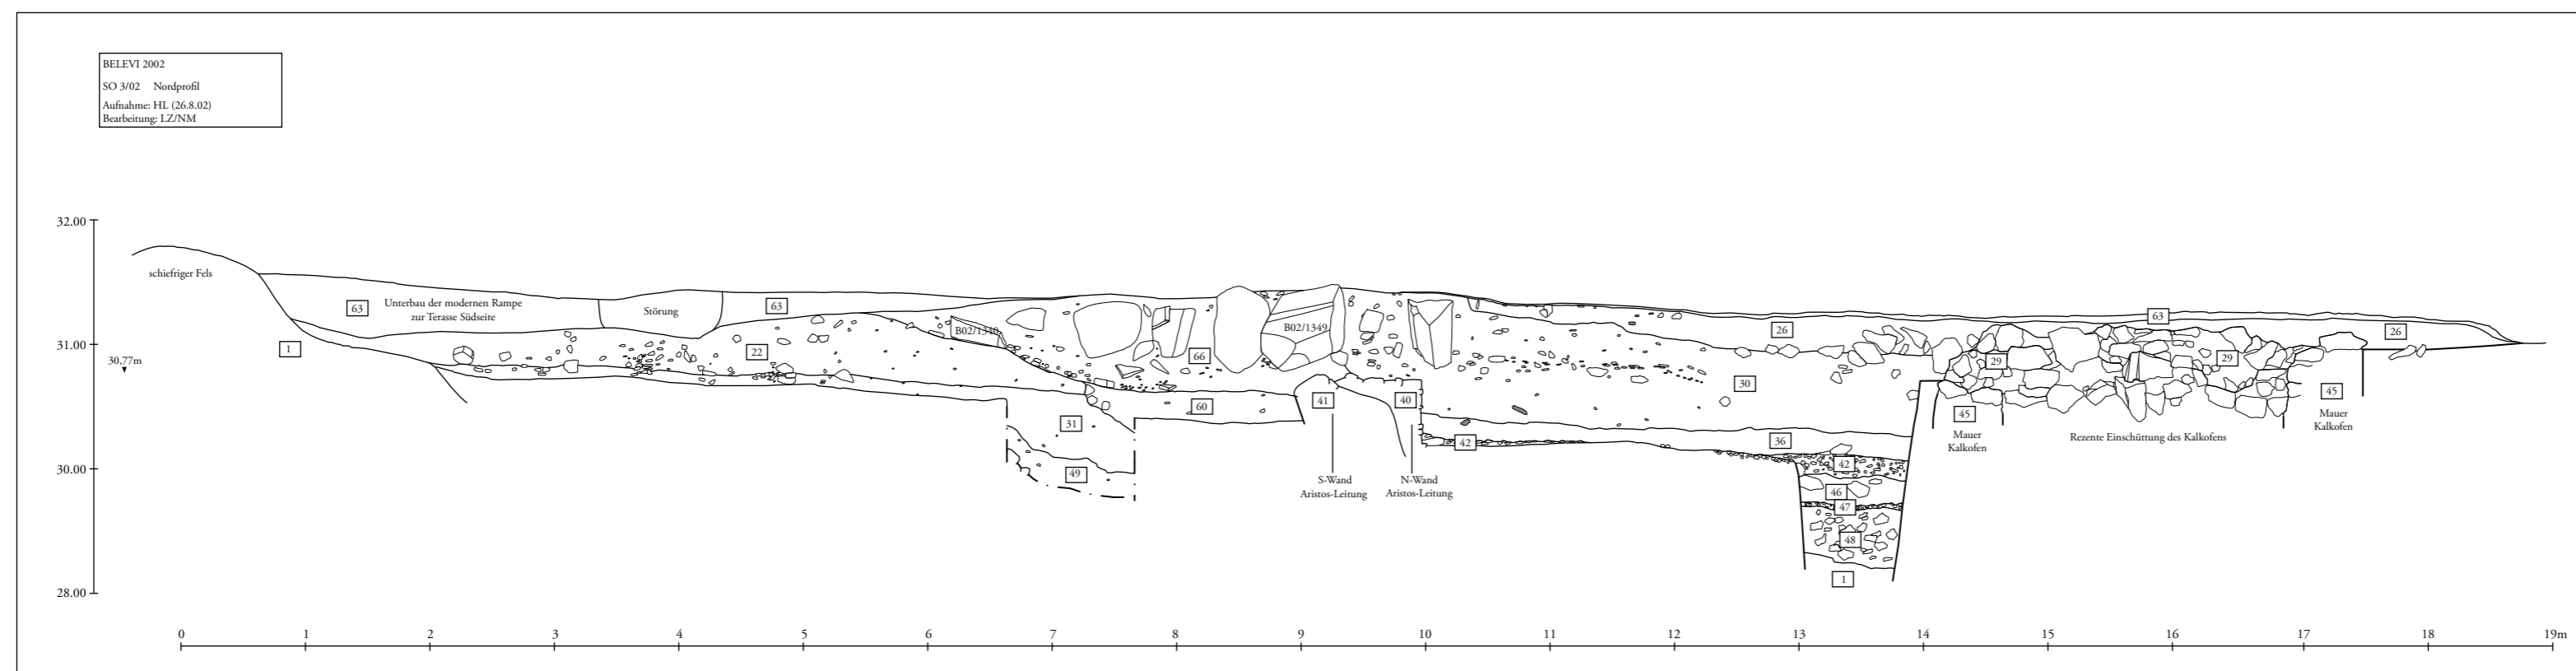 BELEVI 2002
SO 3/02 Nordprofil
Aufnahme: HL (26.8.02)
Bearbeitung: LZ/NM
32.00
31.00
30,77m
30.00
28.00
schiefriger Fels
63
Unterbau der modernen Rampe
zur Terasse Südseite
Störung
63
1
22
B02/1340
66
B02/1349
60
31
49
41
40
S-Wand
Aristos-Leitung
N-Wand
Aristos-Leitung
42
30
26
36
42
46
47
48
1
63
26
29
29
45
Mauer
Kalkofen
Rezente Einschüttung des Kalkofens
45
Mauer
Kalkofen
0 1 2 3 4 5 6 7 8 9 10 11 12 13 14 15 16 17 18 19m